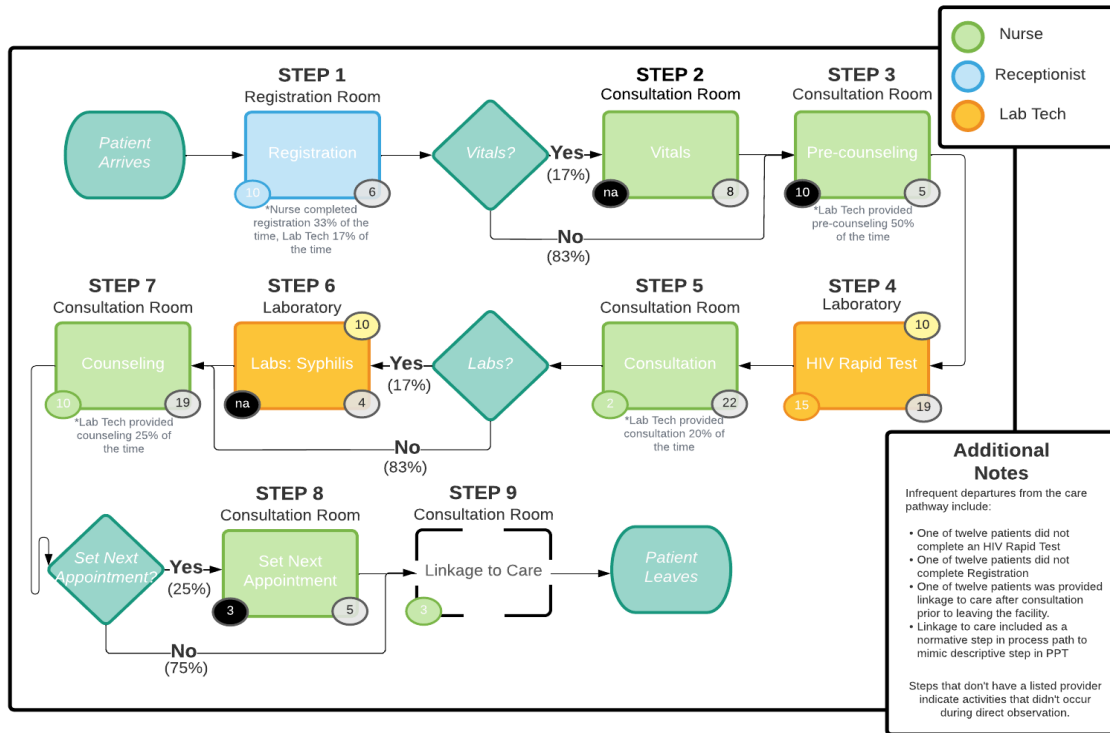 Nurse
Receptionist
Lab Tech
STEP 1
Registration Room
STEP 2
Consultation Room
STEP 3
Consultation Room
Patient
Arrives
Registration
10
6
*Nurse completed
registration 33% of the
time, Lab Tech 17% of
the time
Vitals?
Yes
(17%)
No
(83%)
Vitals
na
8
Pre-counseling
10
5
*Lab Tech provided
pre-counseling 50%
of the time
STEP 7
Consultation Room
STEP 6
Laboratory
STEP 5
Consultation Room
STEP 4
Laboratory
Counseling
10
19
*Lab Tech provided
counseling 25% of
the time
10
Labs: Syphilis
na
4
Labs?
Yes
(17%)
No
(83%)
Consultation
2
22
*Lab Tech provided
consultation 20% of
the time
10
HIV Rapid Test
15
19
STEP 8
Consultation Room
STEP 9
Consultation Room
Set Next
Appointment?
Yes
(25%)
No
(75%)
Set Next
Appointment
3
5
Linkage to Care
3
Patient
Leaves
Additional
Notes
Infrequent departures from the care
pathway include:
• One of twelve patients did not
complete an HIV Rapid Test
• One of twelve patients did not
complete Registration
• One of twelve patients was provided
linkage to care after consultation
prior to leaving the facility.
• Linkage to care included as a
normative step in process path to
mimic descriptive step in PPT
Steps that don't have a listed provider
indicate activities that didn't occur
during direct observation.